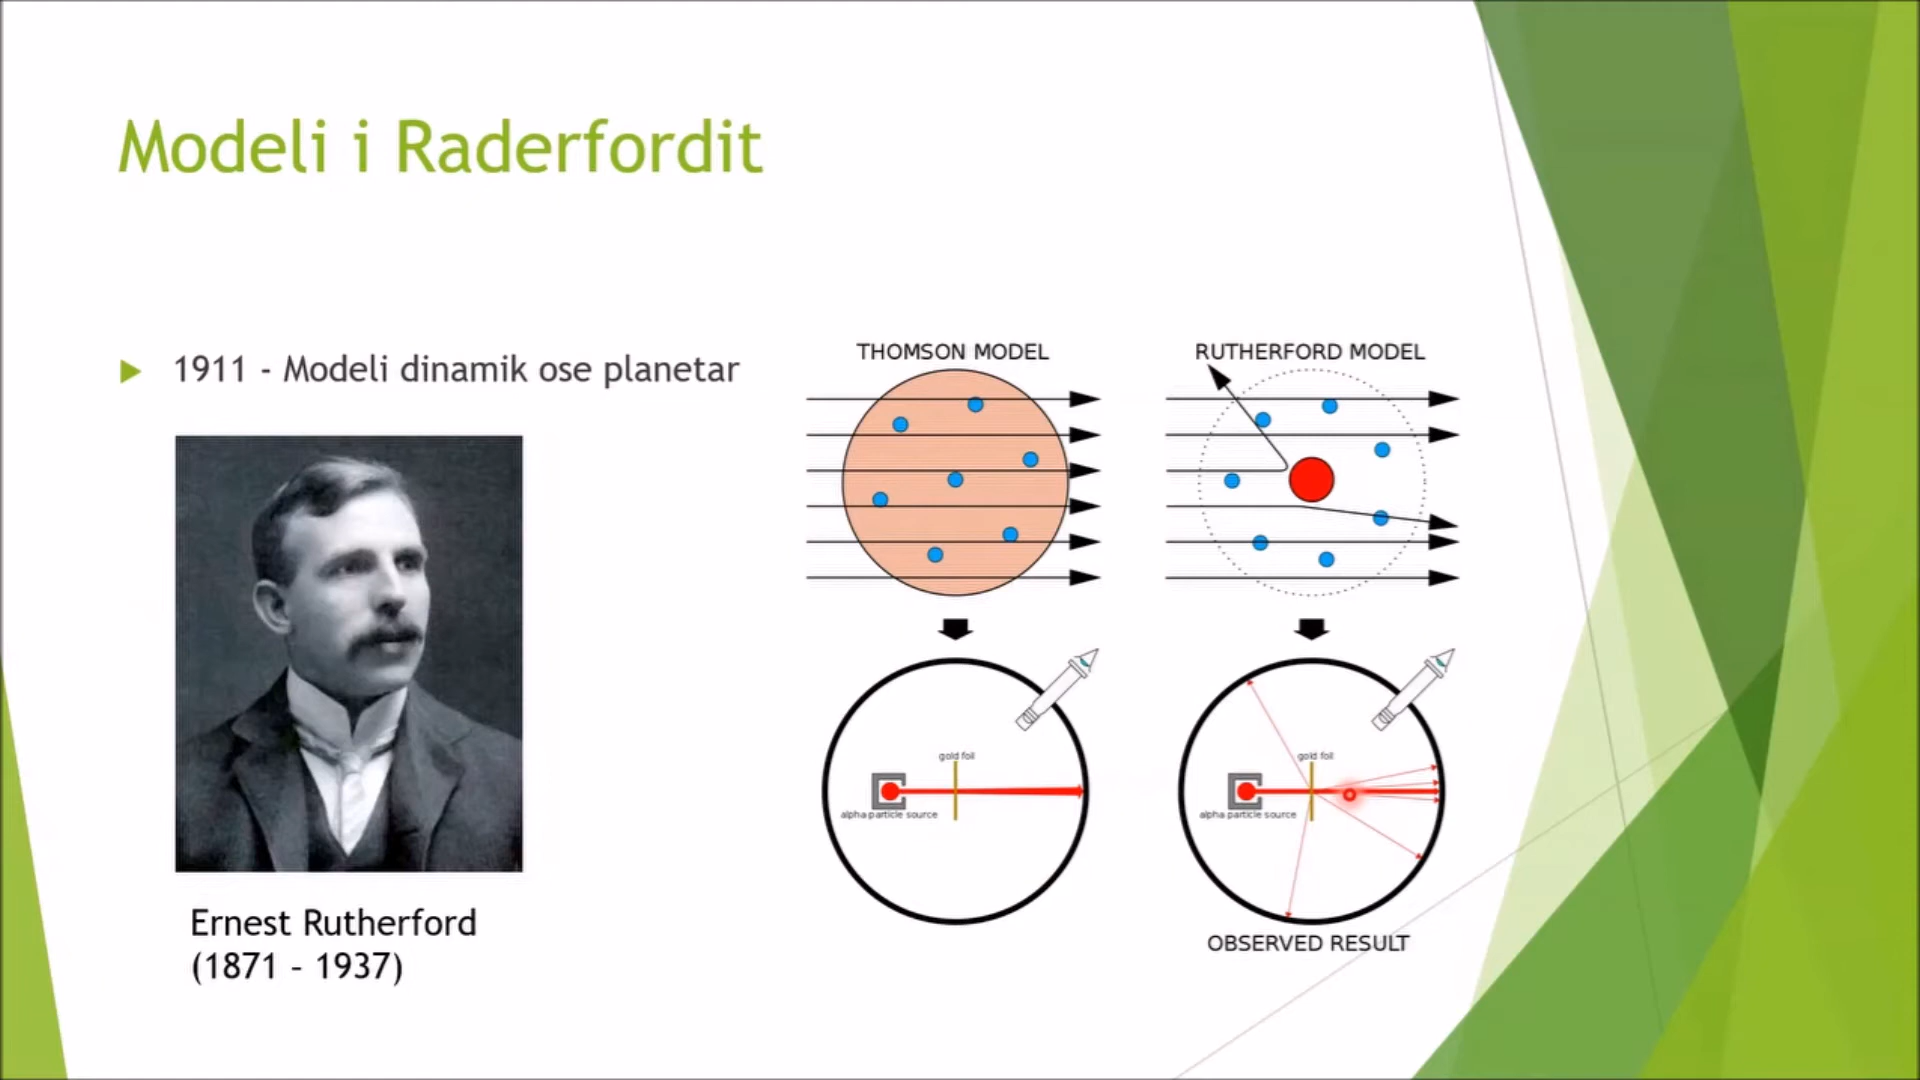 Modeli i Raderfordit
1911 - Modeli dinamik ose planetar
Ernest Rutherford
(1871 – 1937)
THOMSON MODEL
RUTHERFORD MODEL
gold foil
alpha particle source
gold foil
alpha particle source
OBSERVED RESULT